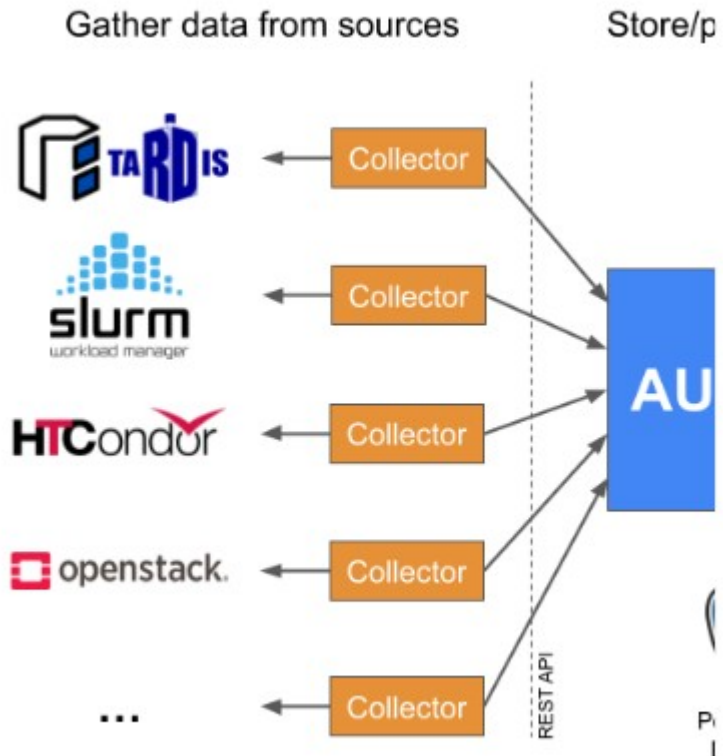 Gather data from sources
Store/p
TARDIS
Collector
slurm
workload manager
Collector
HTCondor
Collector
openstack.
Collector
...
Collector
REST API
AU
P